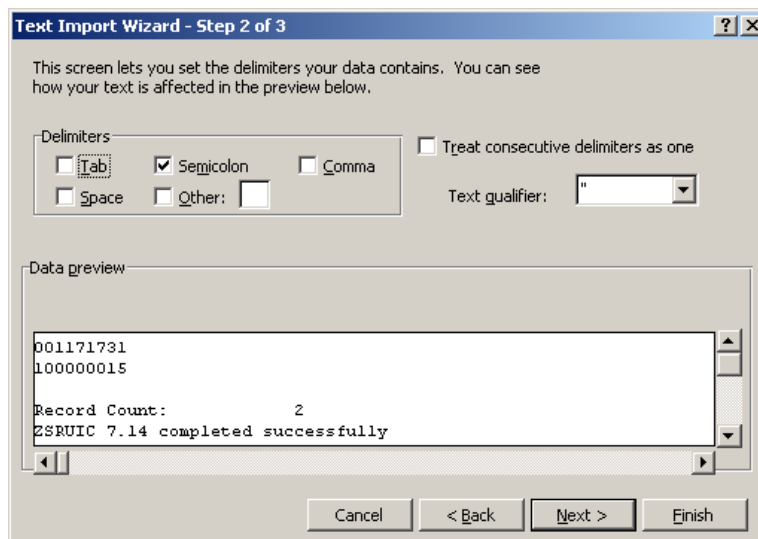 Text Import Wizard - Step 2 of 3
This screen lets you set the delimiters your data contains. You can see
how your text is affected in the preview below.
Delimiters
Tab Semicolon Comma
Space Other:
Treat consecutive delimiters as one
Text qualifier: "
Data preview
001171731
100000015
Record Count: 2
ZSRUIC 7.14 completed successfully
Cancel < Back Next > Finish